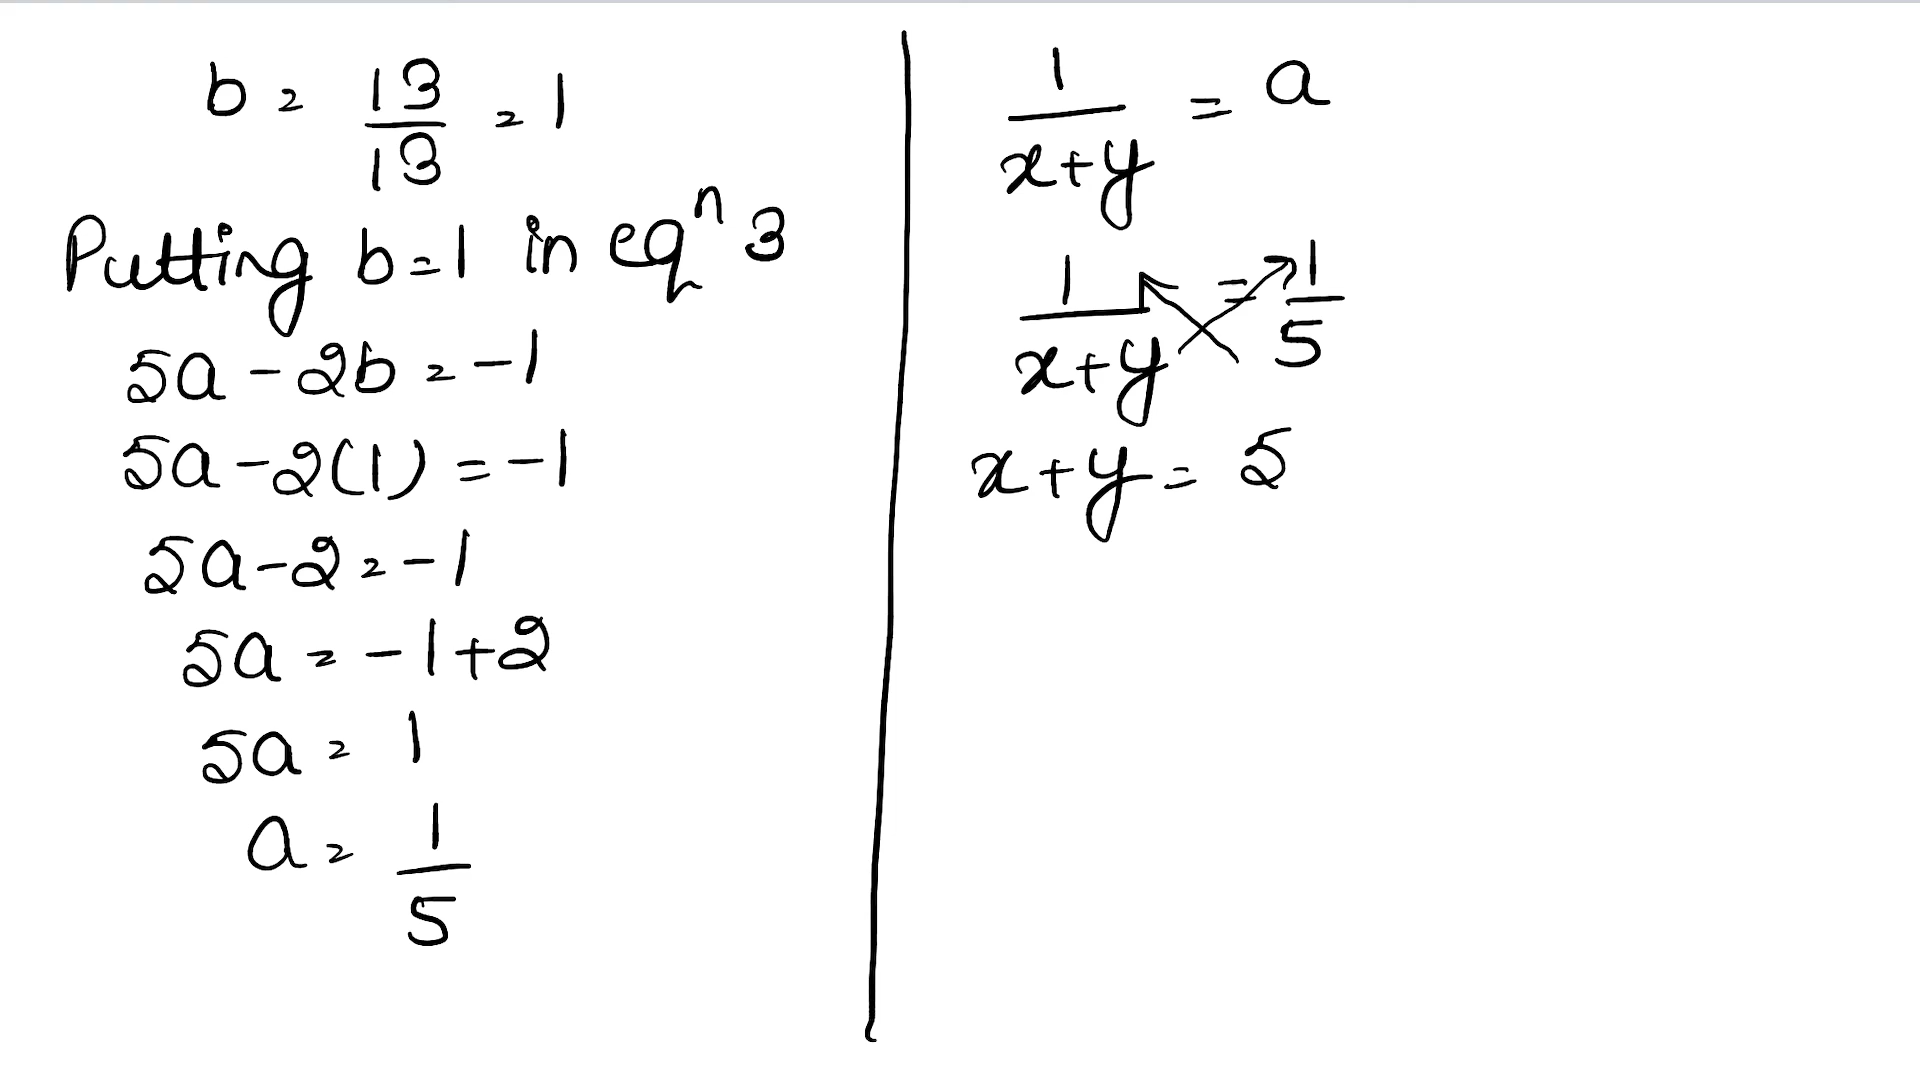 b = 13/13 = 1
Putting b=1 in eqⁿ 3
5a - 2b = -1
5a - 2(1) = -1
5a - 2 = -1
5a = -1+2
5a = 1
a = 1/5
1/(x+y) = a
1/(x+y) = 1/5
x+y = 5